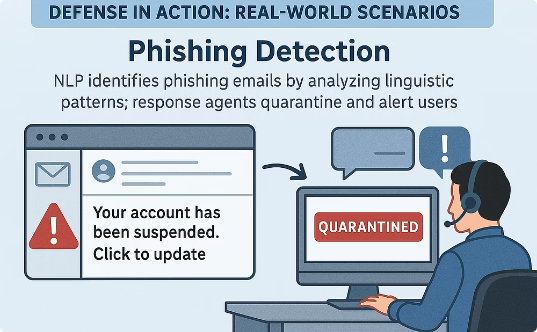 DEFENSE IN ACTION: REAL-WORLD SCENARIOS
Phishing Detection
NLP identifies phishing emails by analyzing linguistic
patterns; response agents quarantine and alert users
Your account has
been suspended.
Click to update
QUARANTINED